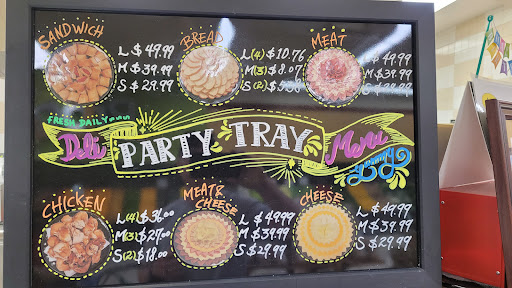 SANDWICH
L $49.99
M $39.99
S $29.99
BREAD
L(4) $10.76
M(3) $8.07
S(2)
MEAT
L $49.99
M $39.99
FRESH DAILY
Deli
PARTY TRAY
Menu
CHICKEN
L(4) $36.00
M(3) $27.00
S(2) $18.00
MEAT &
CHEESE
L $49.99
M $39.99
S $29.99
CHEESE
L $49.99
M $39.99
S $29.99